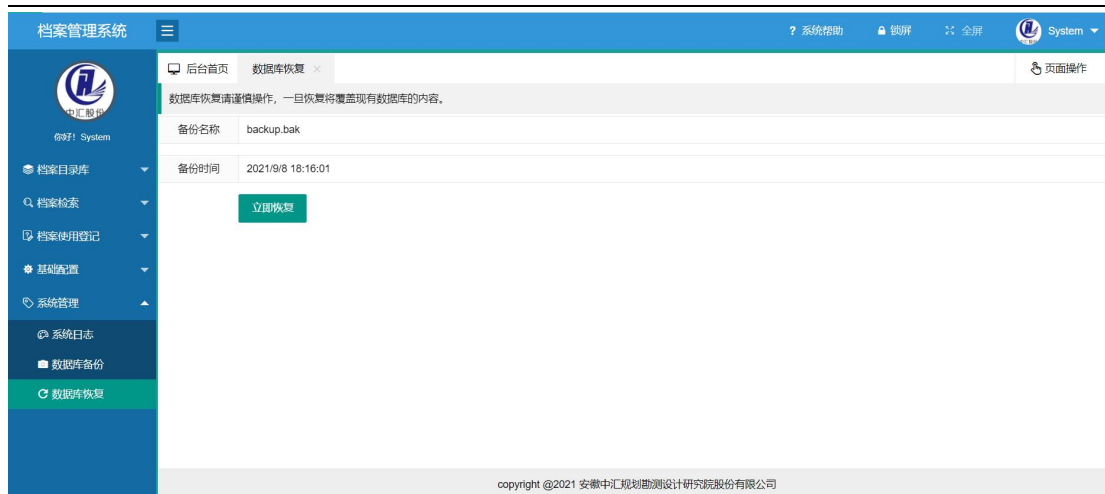 档案管理系统
? 系统帮助
锁屏
全屏
System
中汇股份
你好! System
后台首页
数据库恢复 ×
页面操作
数据库恢复请谨慎操作，一旦恢复将覆盖现有数据库的内容。
备份名称 backup.bak
备份时间 2021/9/8 18:16:01
立即恢复
档案目录库
档案检索
档案使用登记
基础配置
系统管理
系统日志
数据库备份
数据库恢复
copyright @2021 安徽中汇规划勘测设计研究院股份有限公司